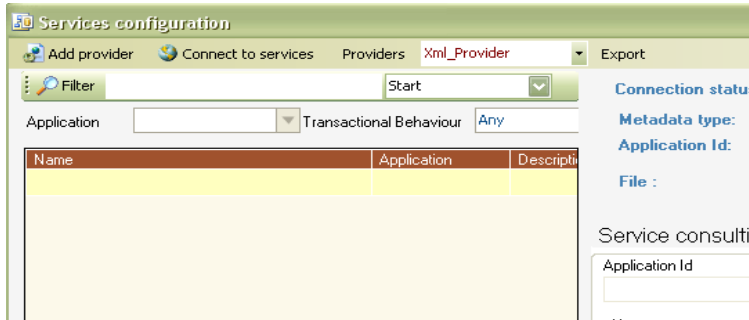 Services configuration
Add provider Connect to services Providers Xml_Provider Export
Filter Start
Connection statu
Application Transactional Behaviour Any
Metadata type:
Application Id:
Name Application Descripti
File :
Service consulti
Application Id